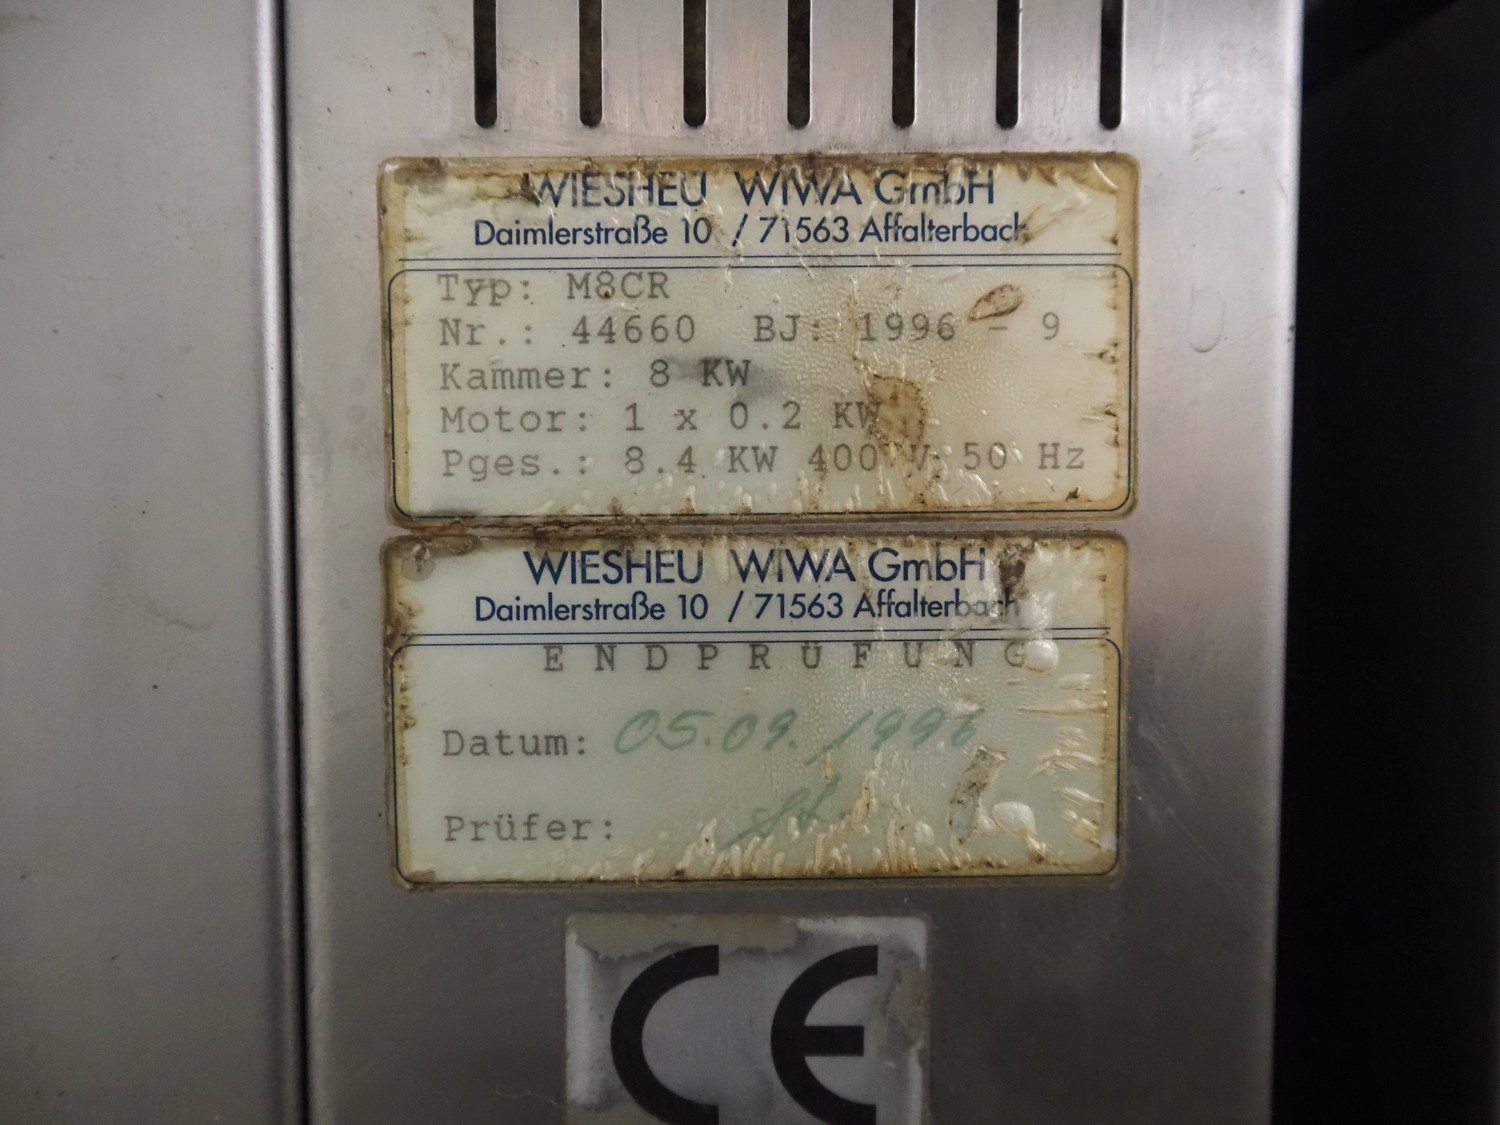 WIESHEU WIWA GmbH
Daimlerstraße 10 / 71563 Affalterbach
Typ: M8CR
Nr.: 44660 BJ: 1996 - 9
Kammer: 8 KW
Motor: 1 x 0.2 KW
Pges.: 8.4 KW 400 V 50 Hz
WIESHEU WIWA GmbH
Daimlerstraße 10 / 71563 Affalterbach
ENDPRÜFUNG
Datum: 05.09.1996
Prüfer:
CE